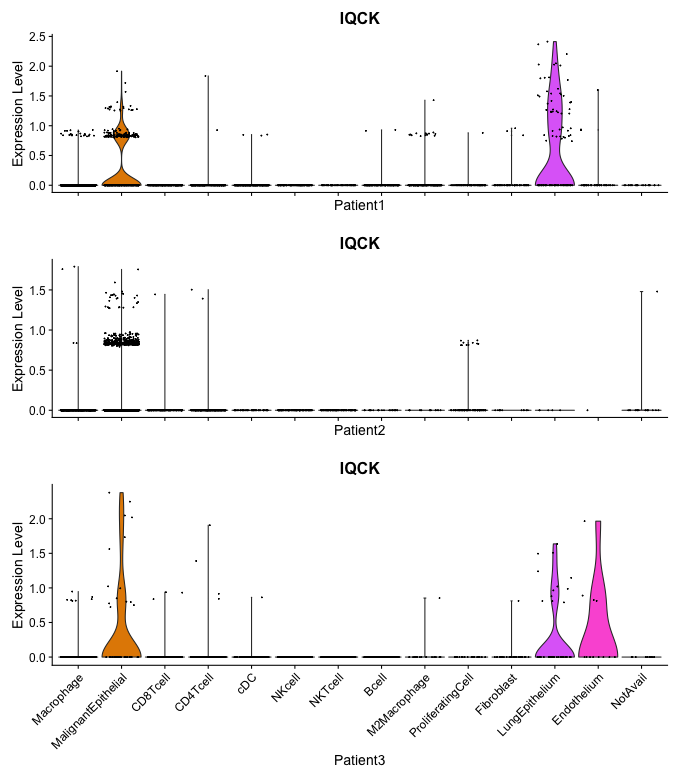 IQCK
Expression Level
2.5
2.0
1.5
1.0
0.5
0.0
Patient1
IQCK
Expression Level
1.5
1.0
0.5
0.0
Patient2
IQCK
Expression Level
2.0
1.5
1.0
0.5
0.0
Macrophage
MalignantEpithelial
CD8Tcell
CD4Tcell
cDC
NKcell
NKTcell
Bcell
M2Macrophage
ProliferatingCell
Fibroblast
LungEpithelium
Endothelium
NotAvail
Patient3